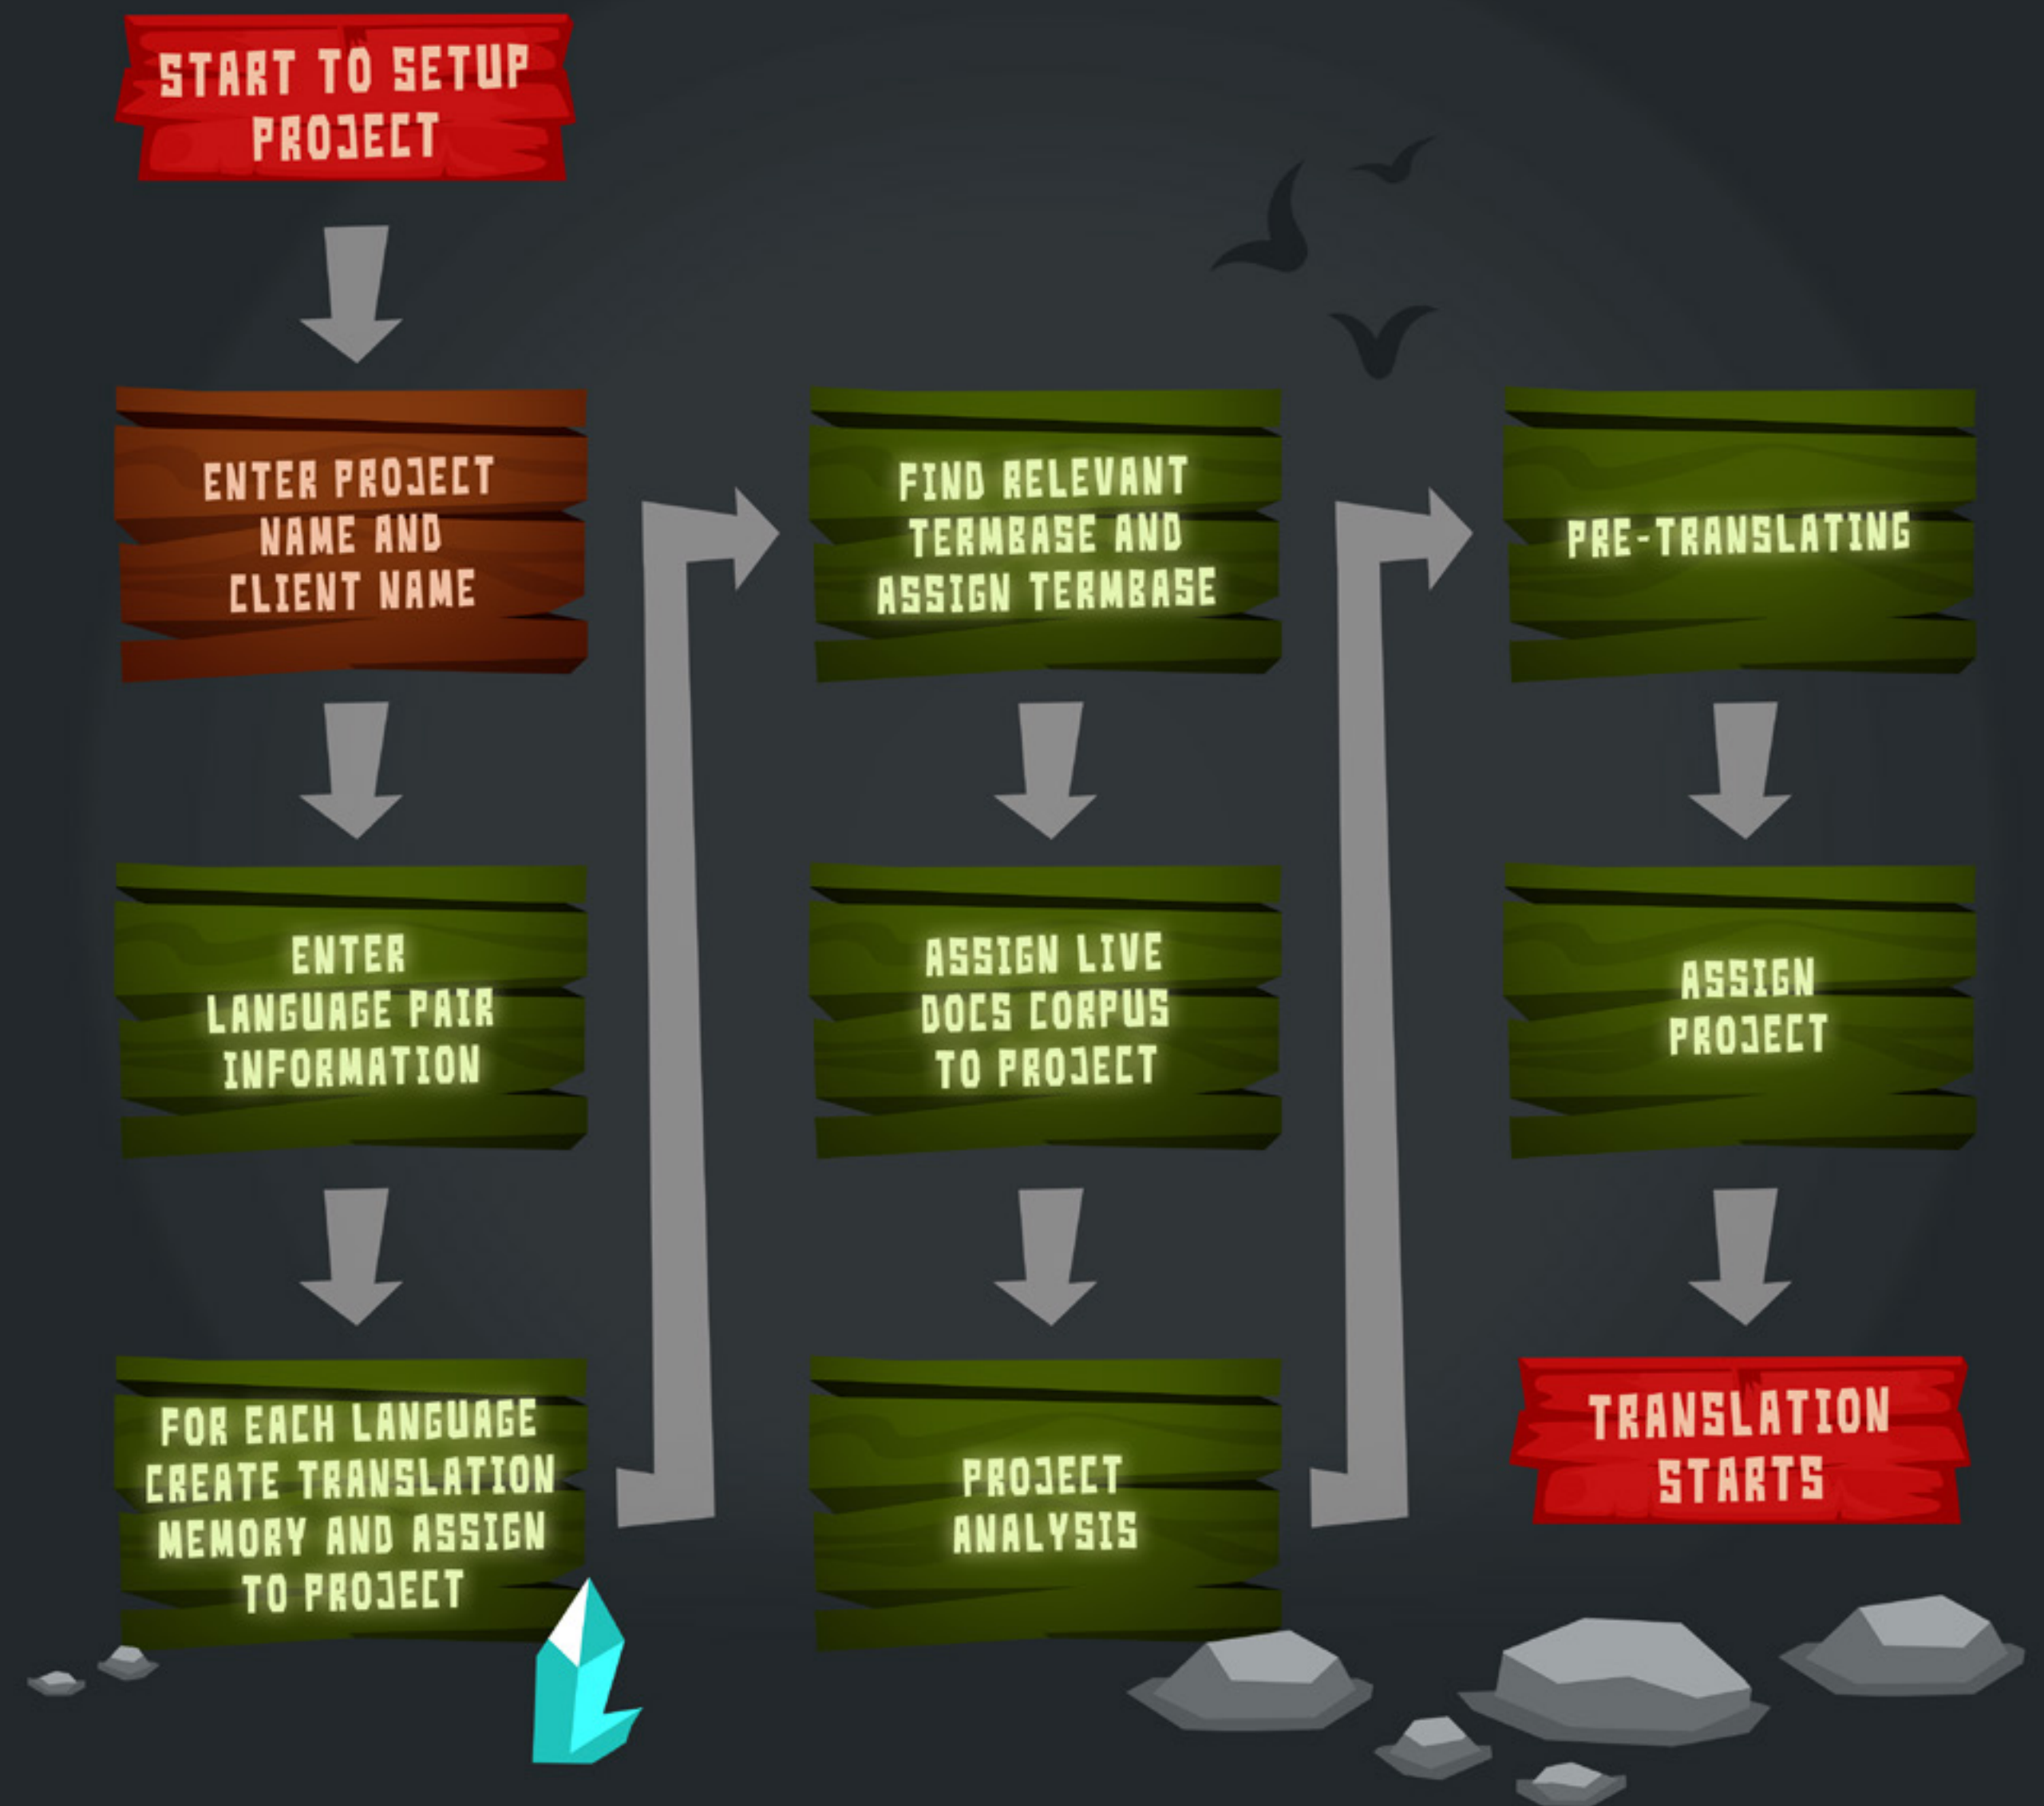 START TO SETUP
PROJECT
ENTER PROJECT
NAME AND
CLIENT NAME
ENTER
LANGUAGE PAIR
INFORMATION
FOR EACH LANGUAGE
CREATE TRANSLATION
MEMORY AND ASSIGN
TO PROJECT
FIND RELEVANT
TERMBASE AND
ASSIGN TERMBASE
ASSIGN LIVE
DOCS CORPUS
TO PROJECT
PROJECT
ANALYSIS
PRE-TRANSLATING
ASSIGN
PROJECT
TRANSLATION
STARTS